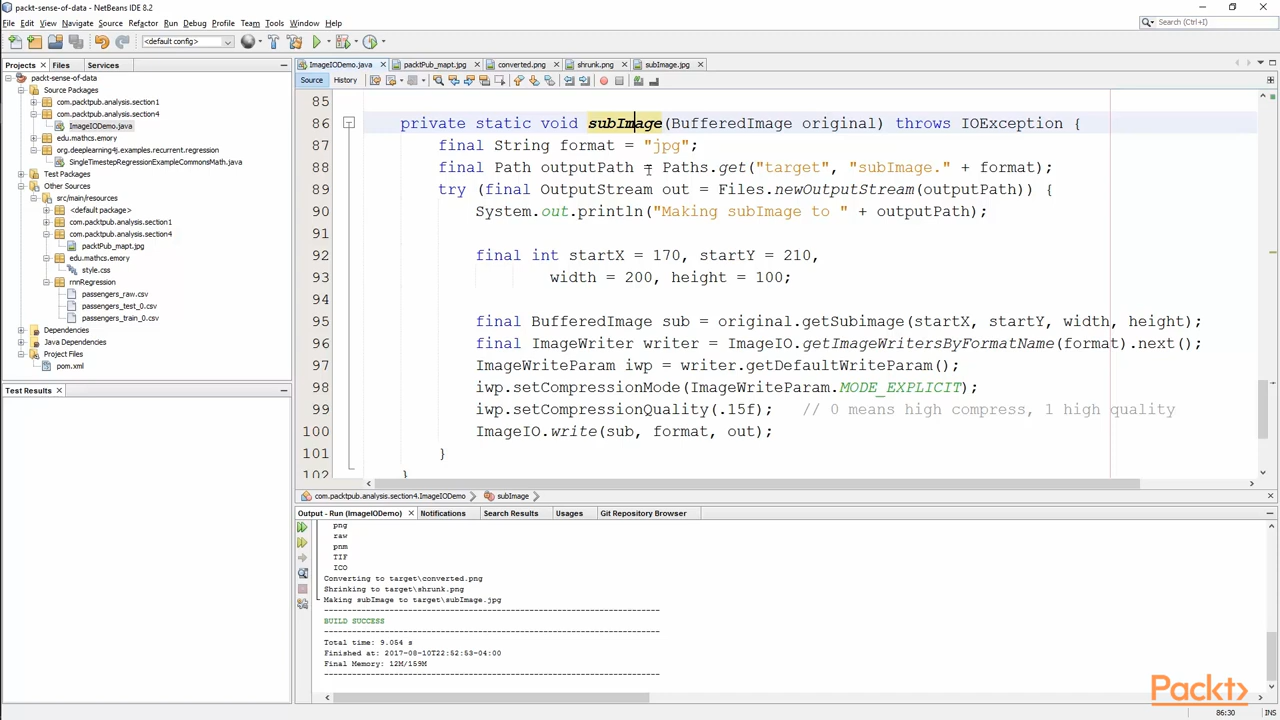 packt-sense-of-data - NetBeans IDE 8.2
File Edit View Navigate Source Refactor Run Debug Profile Team Tools Window Help
Search (Ctrl+I)
<default config>
Projects Files Services
packt-sense-of-data
Source Packages
com.packtpub.analysis.section1
com.packtpub.analysis.section4
ImageIODemo.java
edu.mathcs.emory
org.deeplearning4j.examples.recurrent.regression
SingleTimestepRegressionExampleCommonsMath.java
Test Packages
Other Sources
src/main/resources
<default package>
com.packtpub.analysis.section1
com.packtpub.analysis.section4
packtPub_mapt.jpg
edu.mathcs.emory
style.css
rnnRegression
passengers_raw.csv
passengers_test_0.csv
passengers_train_0.csv
Dependencies
Java Dependencies
Project Files
pom.xml
Test Results
ImageIODemo.java packtPub_mapt.jpg converted.png shrunk.png subImage.jpg
Source History
85
86 private static void subImage(BufferedImage original) throws IOException {
87 final String format = "jpg";
88 final Path outputPath = Paths.get("target", "subImage." + format);
89 try (final OutputStream out = Files.newOutputStream(outputPath)) {
90 System.out.println("Making subImage to " + outputPath);
91
92 final int startX = 170, startY = 210,
93 width = 200, height = 100;
94
95 final BufferedImage sub = original.getSubimage(startX, startY, width, height);
96 final ImageWriter writer = ImageIO.getImageWritersByFormatName(format).next();
97 ImageWriteParam iwp = writer.getDefaultWriteParam();
98 iwp.setCompressionMode(ImageWriteParam.MODE_EXPLICIT);
99 iwp.setCompressionQuality(.15f); // 0 means high compress, 1 high quality
100 ImageIO.write(sub, format, out);
101 }
102 }
com.packtpub.analysis.section4.ImageIODemo subImage
Output - Run (ImageIODemo) Notifications Search Results Usages Git Repository Browser
png
raw
pnm
TIF
ICO
Converting to target\converted.png
Shrinking to target\shrunk.png
Making subImage to target\subImage.jpg
------------------------------------------------------------------------
BUILD SUCCESS
------------------------------------------------------------------------
Total time: 9.054 s
Finished at: 2017-08-10T22:52:53-04:00
Final Memory: 12M/159M
------------------------------------------------------------------------
Packt>
86:30 INS